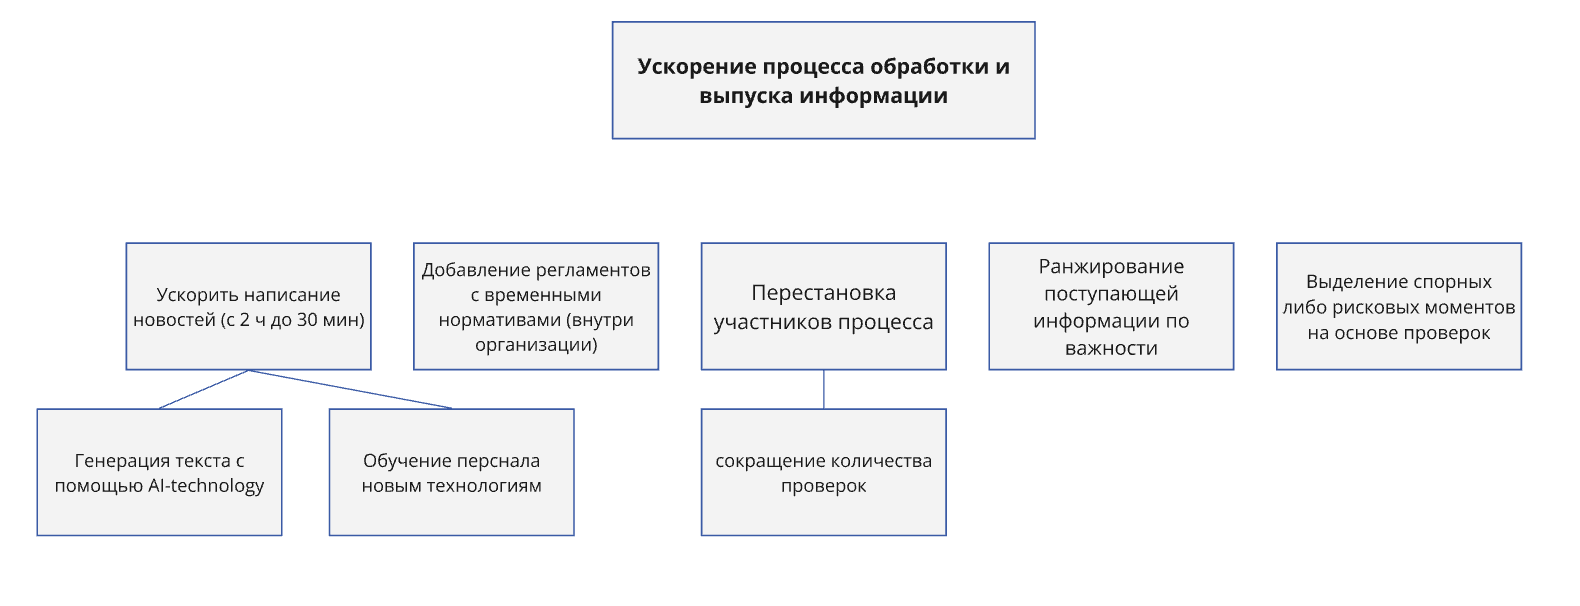 Ускорение процесса обработки и
выпуска информации
Ускорить написание
новостей (с 2 ч до 30 мин)
Добавление регламентов
с временными
нормативами (внутри
организации)
Перестановка
участников процесса
Ранжирование
поступающей
информации по
важности
Выделение спорных
либо рисковых моментов
на основе проверок
Генерация текста с
помощью AI-technology
Обучение перснала
новым технологиям
сокращение количества
проверок